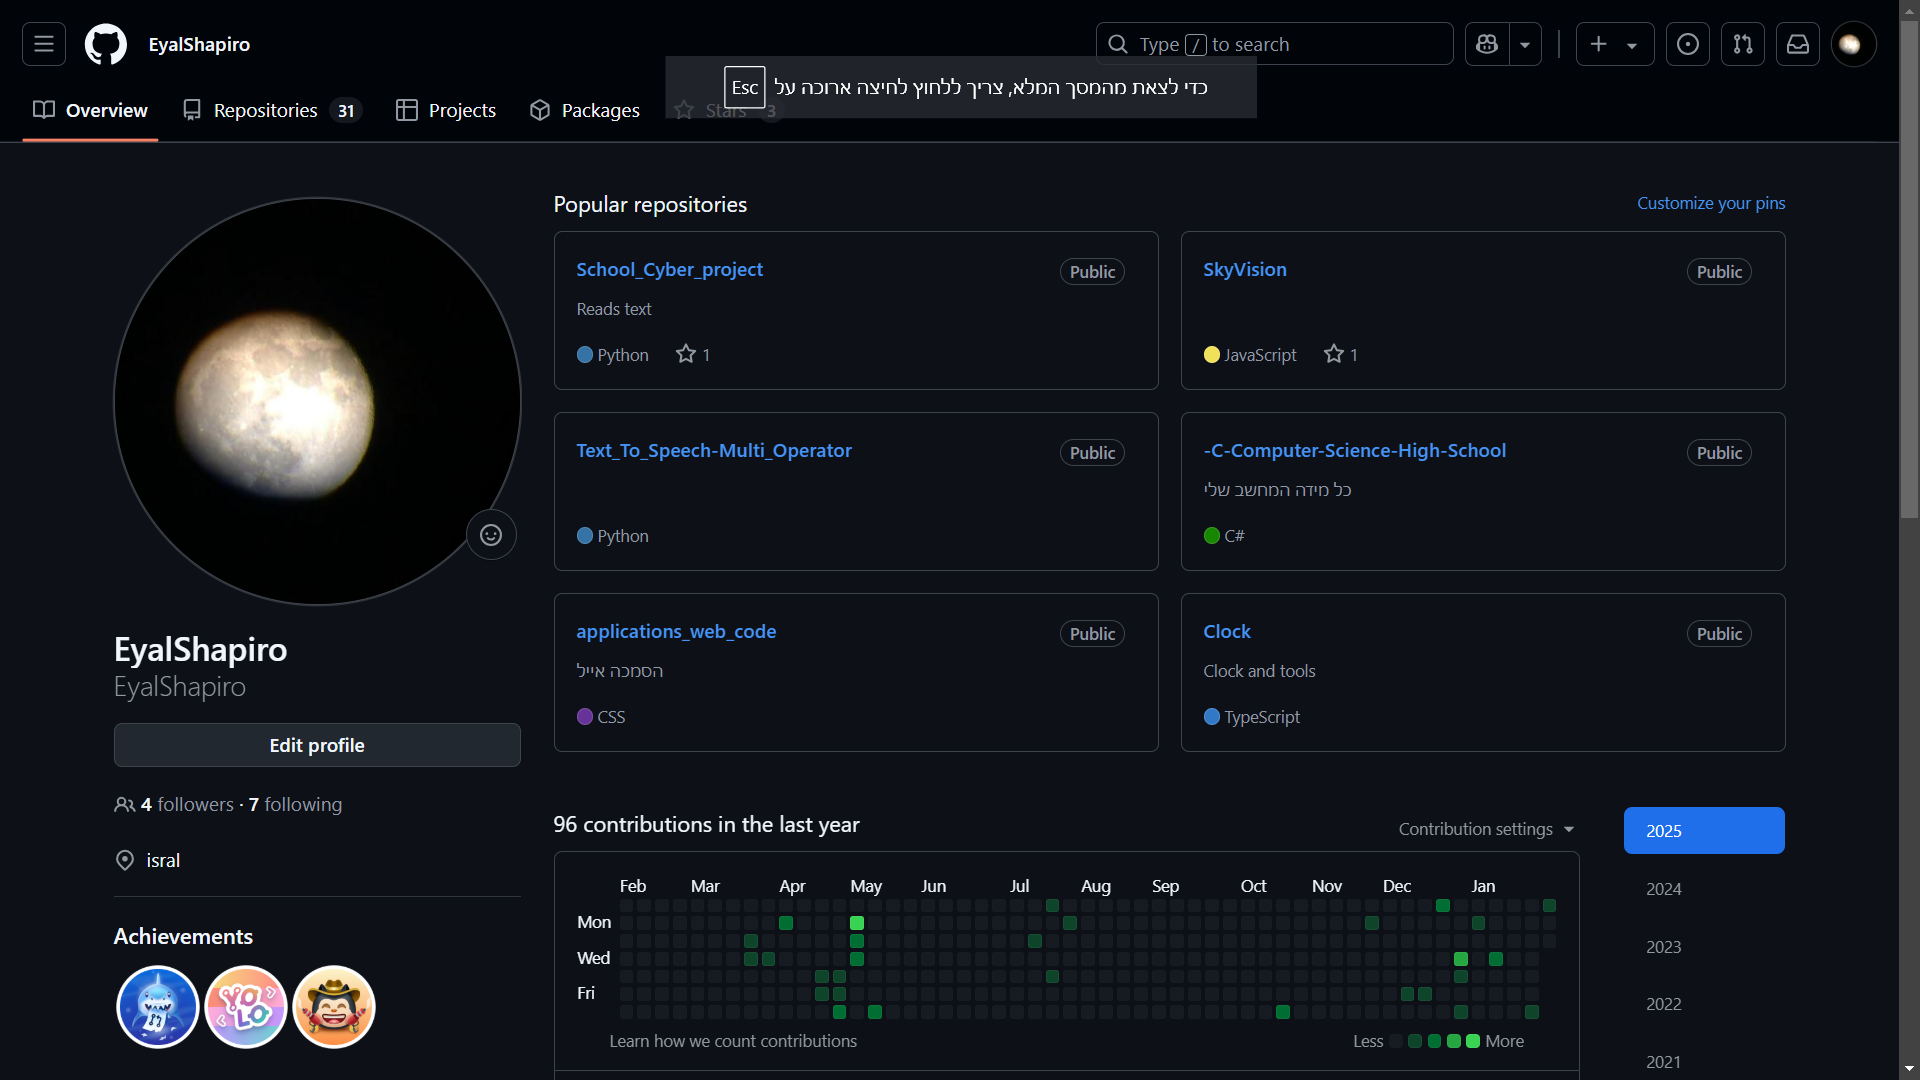 EyalShapiro
Type / to search
כדי לצאת מהמסך המלא, צריך ללחוץ לחיצה ארוכה על Esc
Overview
Repositories 31
Projects
Packages
Stars 3
Popular repositories
Customize your pins
School_Cyber_project
Public
Reads text
Python
1
SkyVision
Public
JavaScript
1
Text_To_Speech-Multi_Operator
Public
Python
-C-Computer-Science-High-School
Public
כל מידה המחשב שלי
C#
applications_web_code
Public
הסמכה אייל
CSS
Clock
Public
Clock and tools
TypeScript
EyalShapiro
EyalShapiro
Edit profile
4 followers · 7 following
isral
Achievements
YOLO
96 contributions in the last year
Contribution settings
2025
2024
2023
2022
2021
Feb Mar Apr May Jun Jul Aug Sep Oct Nov Dec Jan
Mon
Wed
Fri
Learn how we count contributions
Less
More